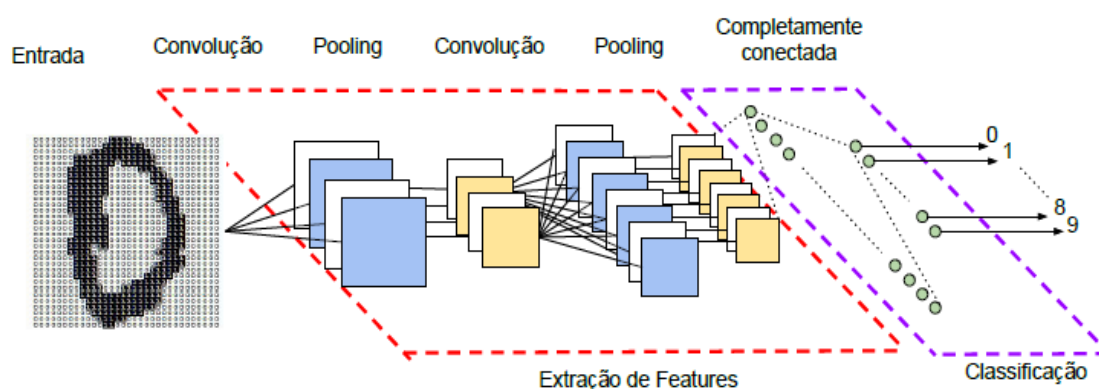 Entrada
Convolução
Pooling
Convolução
Pooling
Completamente
conectada
0
1
8
9
Extração de Features
Classificação